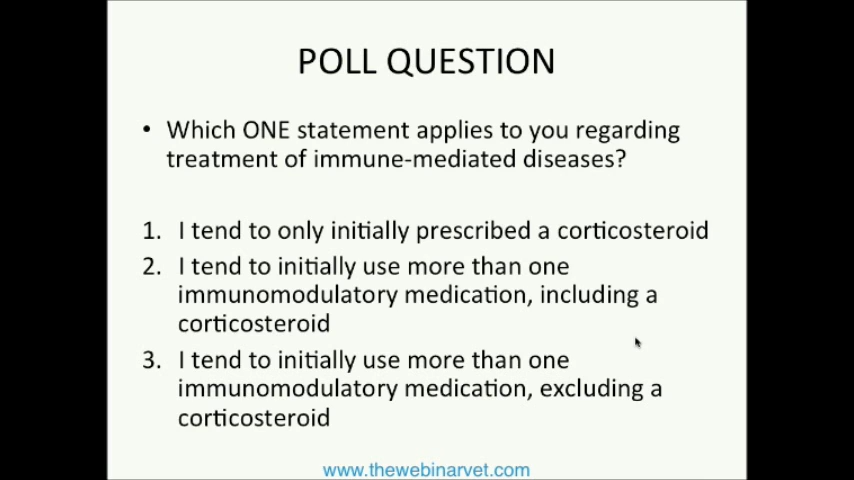 POLL QUESTION
• Which ONE statement applies to you regarding
treatment of immune-mediated diseases?
1. I tend to only initially prescribed a corticosteroid
2. I tend to initially use more than one
immunomodulatory medication, including a
corticosteroid
3. I tend to initially use more than one
immunomodulatory medication, excluding a
corticosteroid
www.thewebinarvet.com